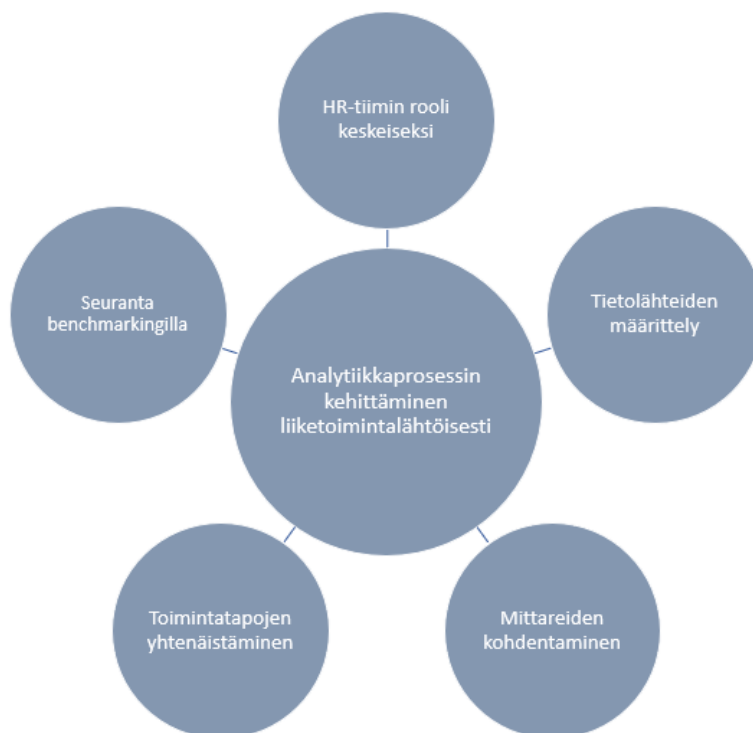 HR-tiimin rooli
keskeiseksi
Tietolähteiden
määrittely
Seuranta
benchmarkingilla
Analytiikkaprosessin
kehittäminen
liiketoimintalähtöisesti
Toimintatapojen
yhtenäistäminen
Mittareiden
kohdentaminen